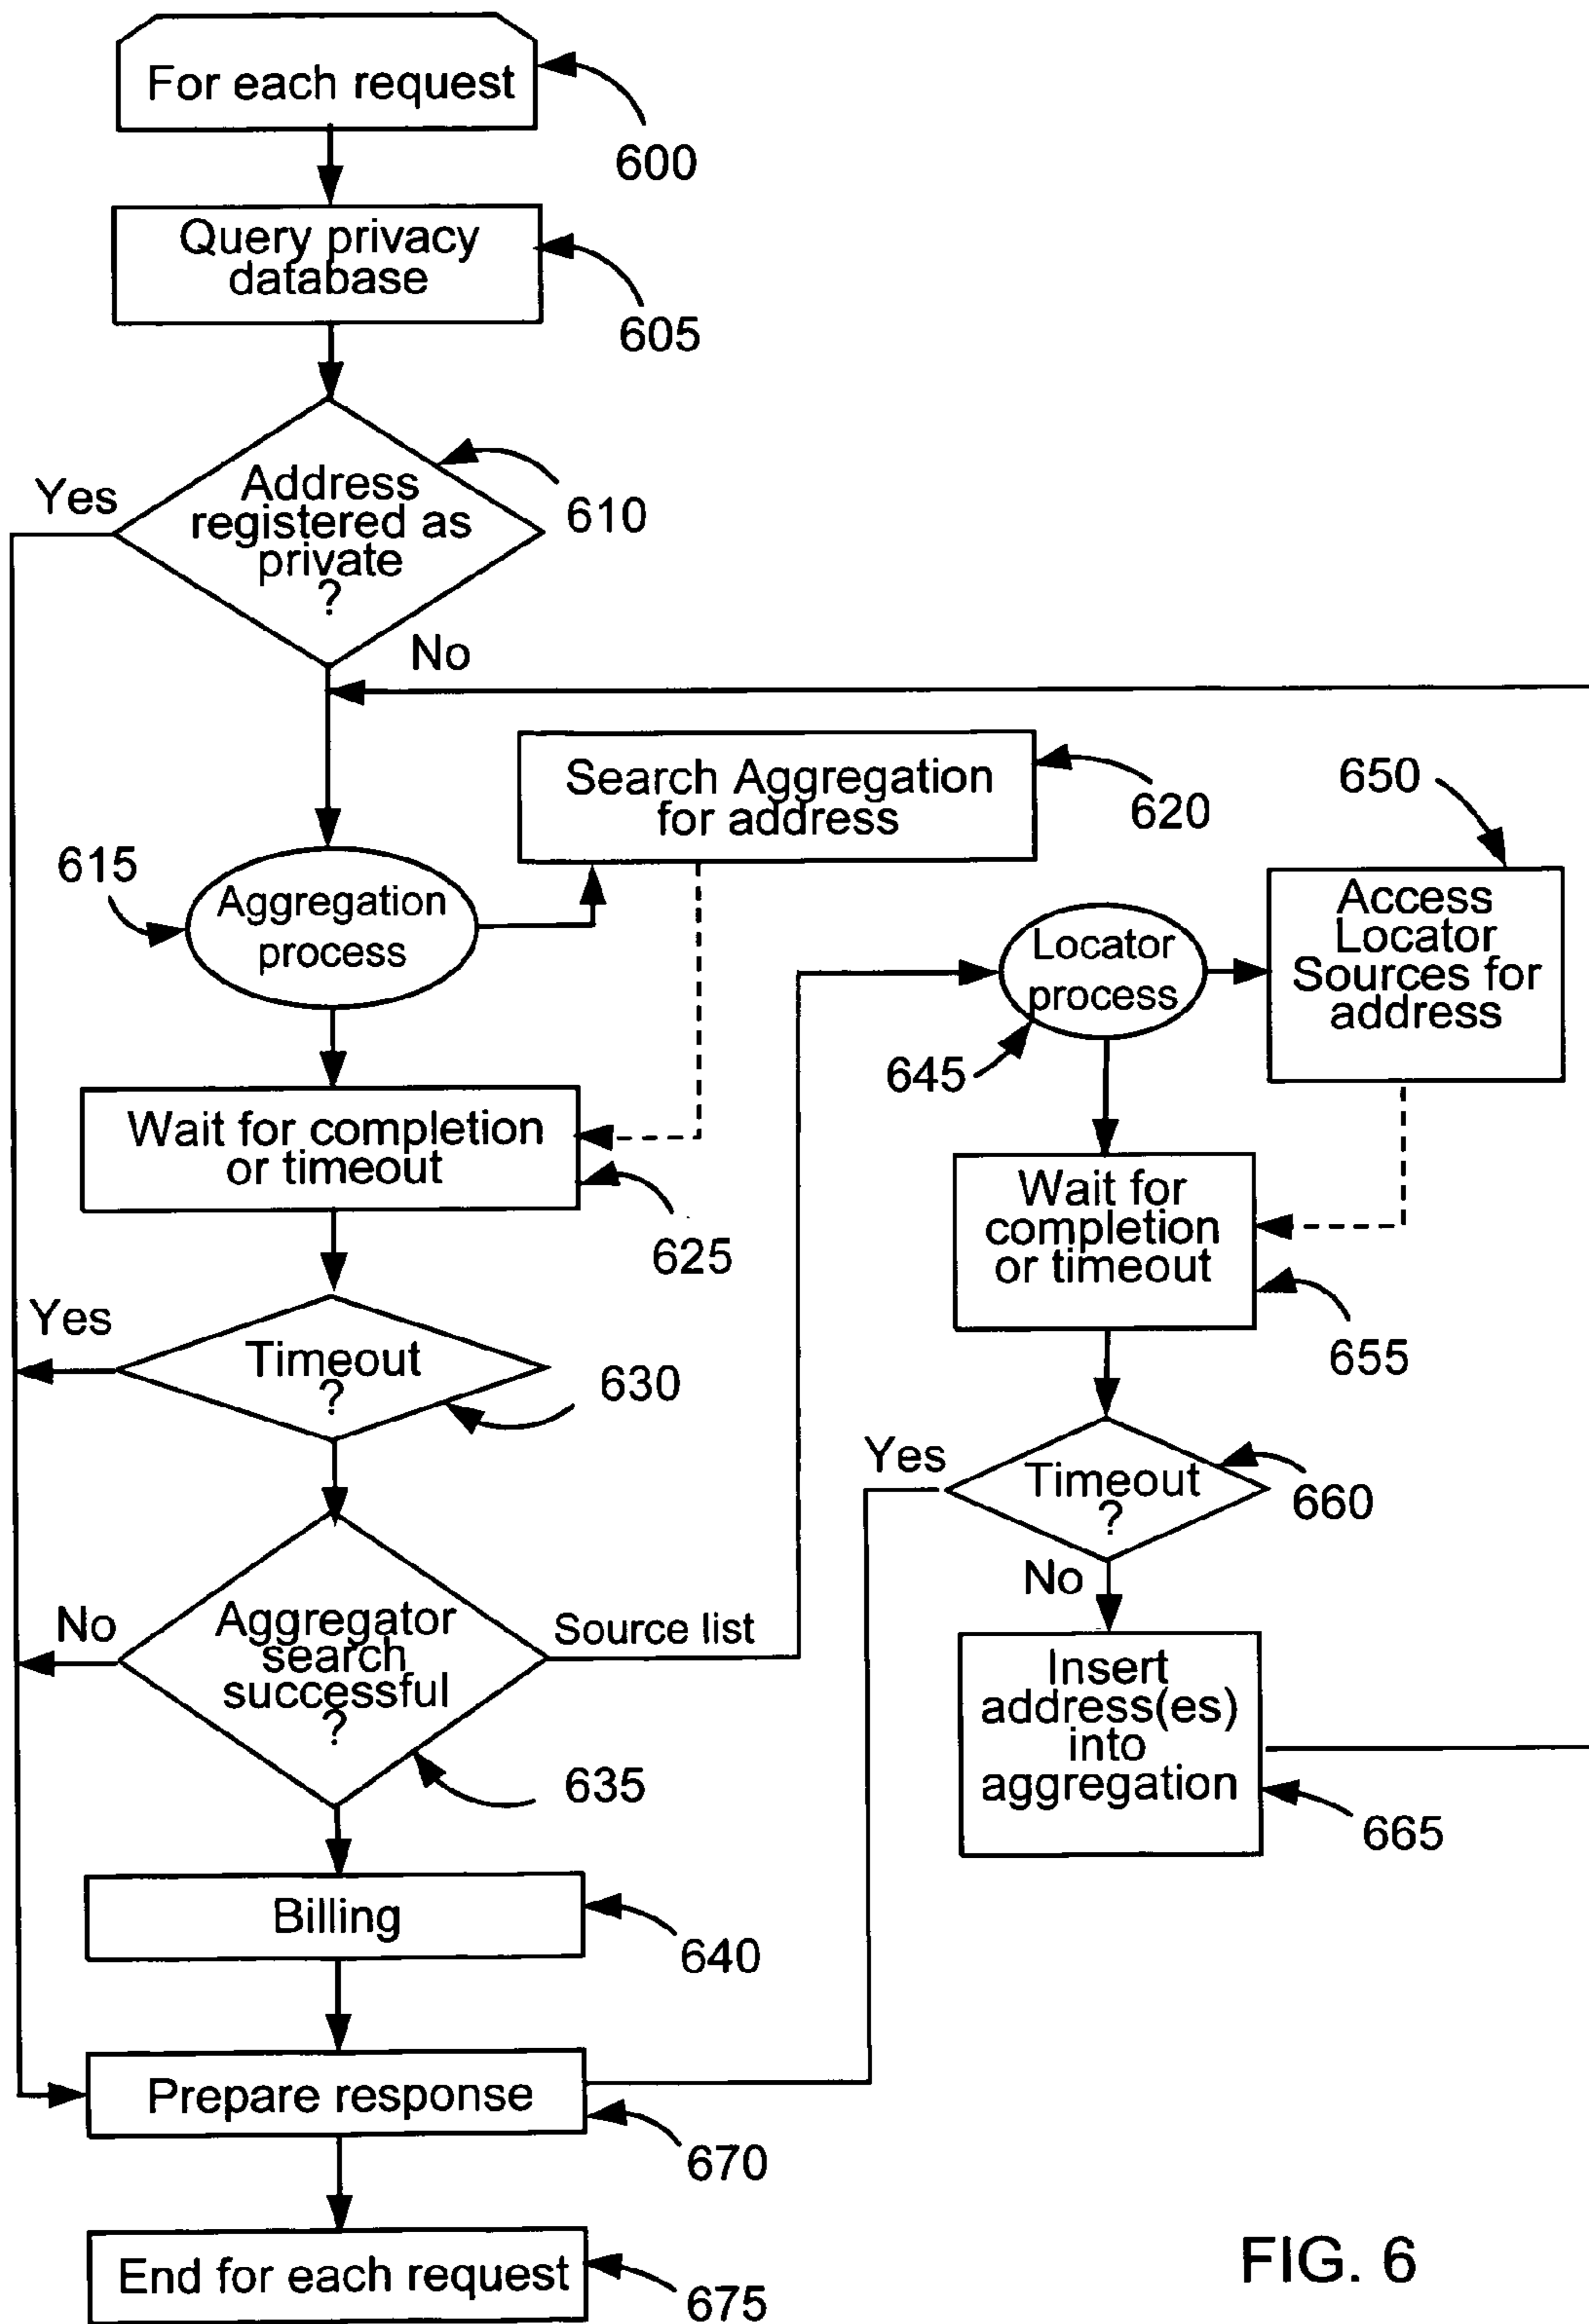 For each request
600
Query privacy
database
605
Yes
Address
registered as
private
?
610
No
Search Aggregation
for address
620
650
615
Aggregation
process
Locator
process
645
Access
Locator
Sources for
address
Wait for completion
or timeout
625
Wait for
completion
or timeout
655
Yes
Timeout
?
630
Yes
Timeout
?
660
No
No
Aggregator
search
successful
?
Source list
635
Insert
address(es)
into
aggregation
665
Billing
640
Prepare response
670
End for each request
675
FIG. 6